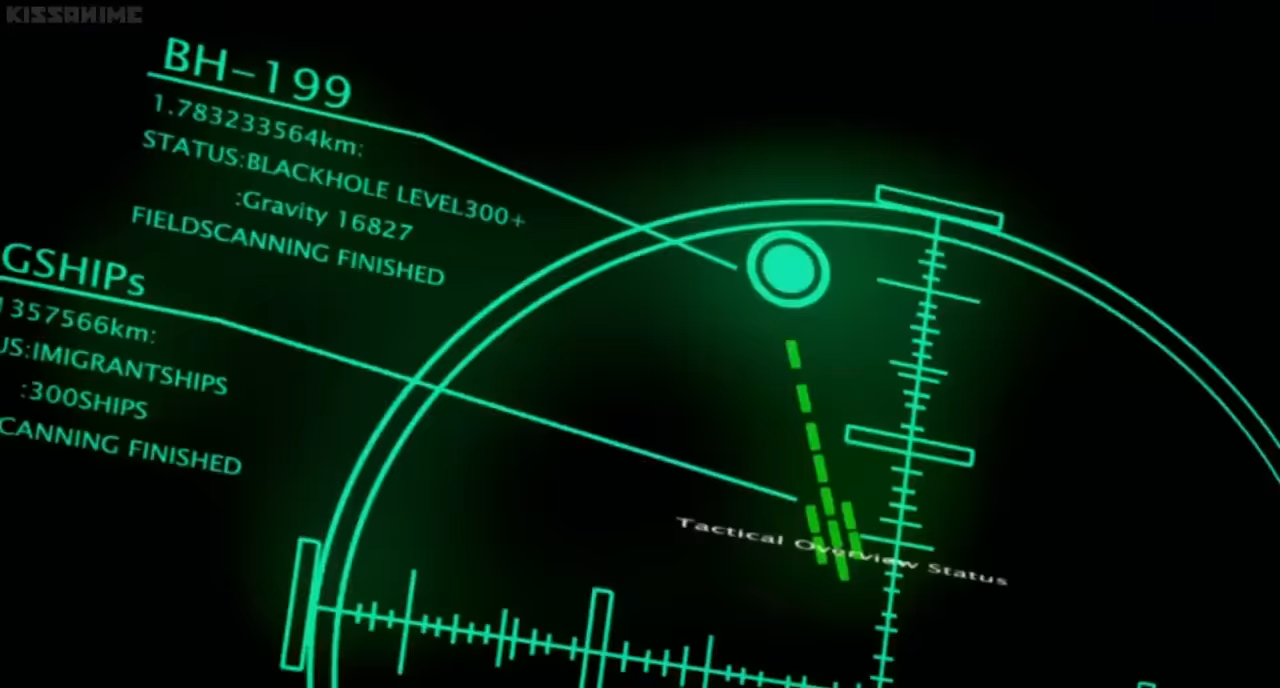 KISSANIME
BH-199
1.783233564km:
STATUS:BLACKHOLE LEVEL300+
:Gravity 16827
FIELDSCANNING FINISHED
GSHIPs
1357566km:
US:IMIGRANTSHIPS
:300SHIPS
CANNING FINISHED
Tactical Overview Status